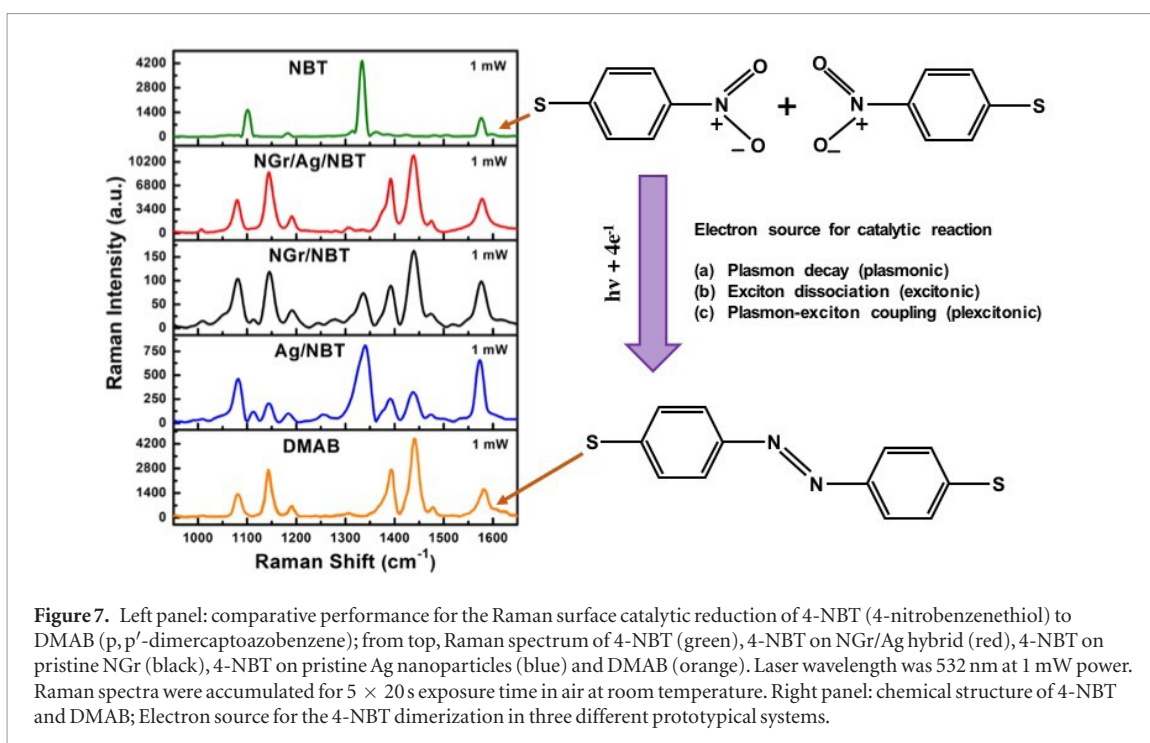 NBT
1 mW
4200
2800
1400
0
NGr/Ag/NBT
1 mW
10200
6800
3400
0
NGr/NBT
1 mW
150
100
50
0
Ag/NBT
1 mW
750
500
250
0
DMAB
1 mW
4200
2800
1400
0
1000 1100 1200 1300 1400 1500 1600
Raman Shift (cm⁻¹)
Raman Intensity (a.u.)
S
N
+
O
–O
+
O
N
+
O–
S
hν + 4e⁻¹
Electron source for catalytic reaction
(a) Plasmon decay (plasmonic)
(b) Exciton dissociation (excitonic)
(c) Plasmon-exciton coupling (plexcitonic)
S
N
N
S
Figure 7. Left panel: comparative performance for the Raman surface catalytic reduction of 4-NBT (4-nitrobenzenethiol) to
DMAB (p, p′-dimercaptoazobenzene); from top, Raman spectrum of 4-NBT (green), 4-NBT on NGr/Ag hybrid (red), 4-NBT on
pristine NGr (black), 4-NBT on pristine Ag nanoparticles (blue) and DMAB (orange). Laser wavelength was 532 nm at 1 mW power.
Raman spectra were accumulated for 5 × 20 s exposure time in air at room temperature. Right panel: chemical structure of 4-NBT
and DMAB; Electron source for the 4-NBT dimerization in three different prototypical systems.